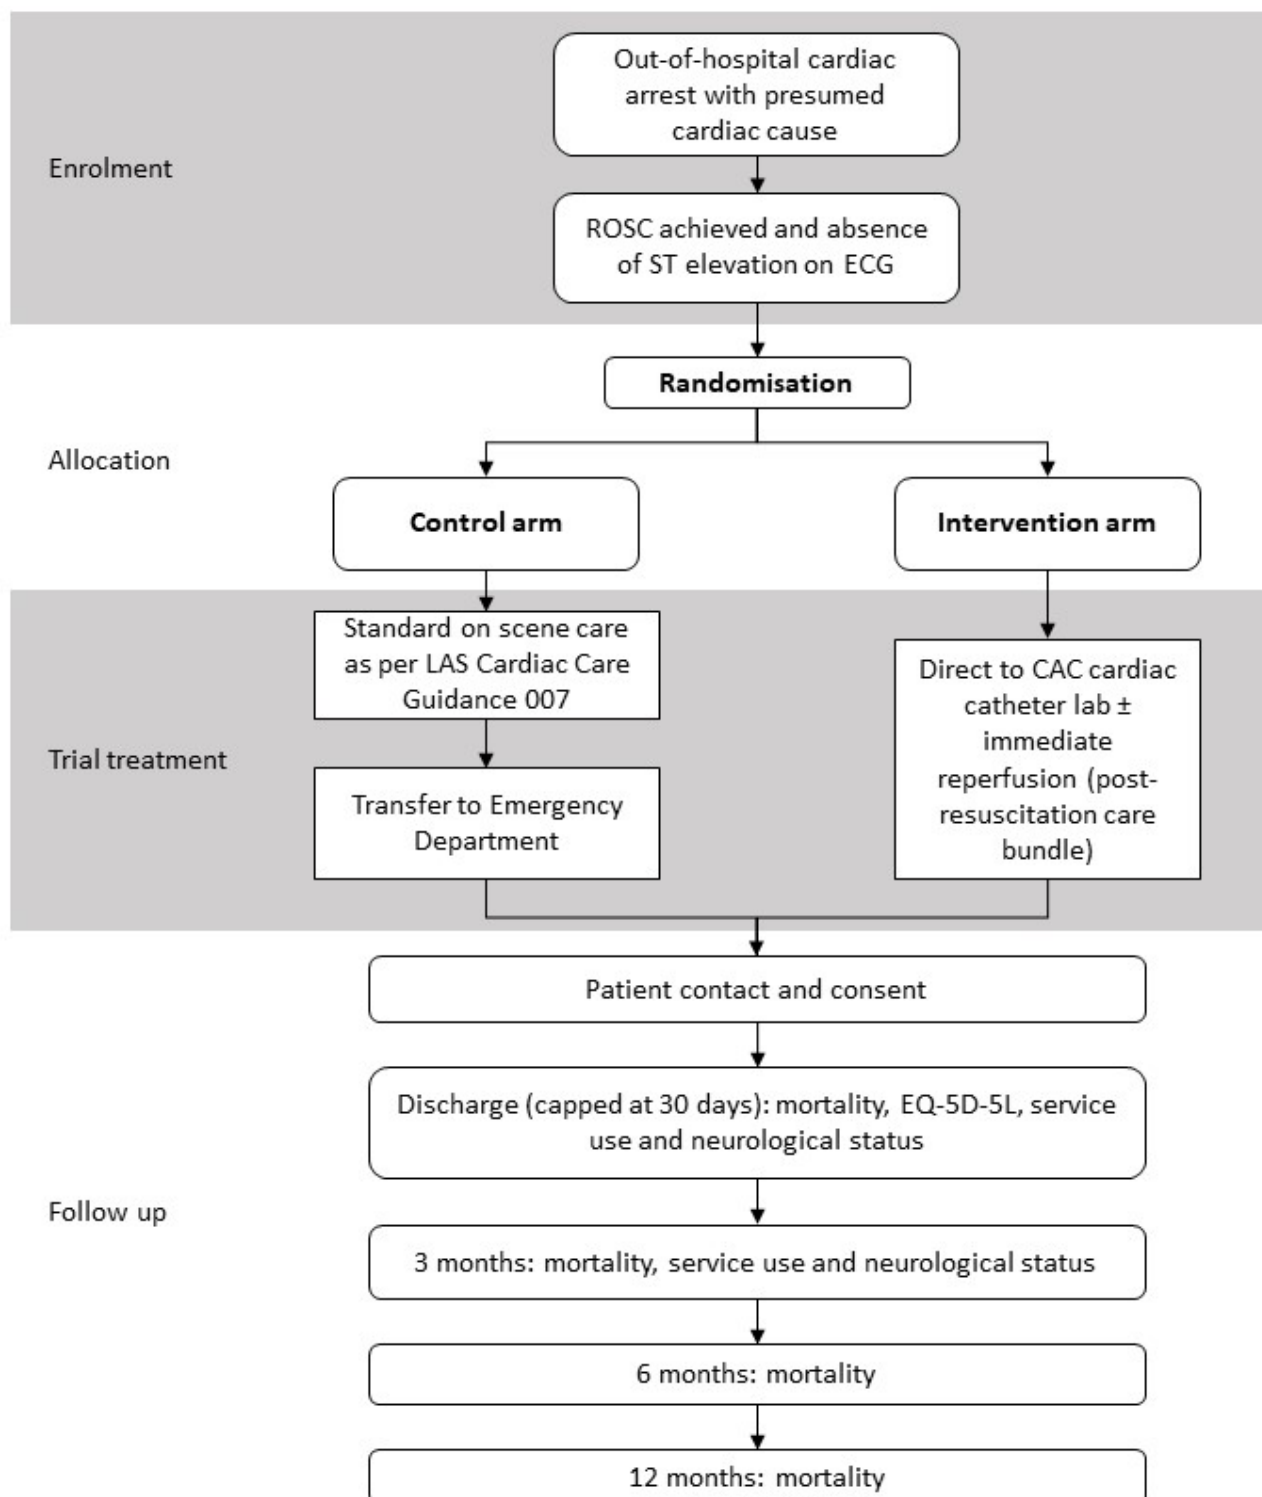 Enrolment
Out-of-hospital cardiac
arrest with presumed
cardiac cause
ROSC achieved and absence
of ST elevation on ECG
Allocation
Randomisation
Control arm
Intervention arm
Trial treatment
Standard on scene care
as per LAS Cardiac Care
Guidance 007
Transfer to Emergency
Department
Direct to CAC cardiac
catheter lab ±
immediate
reperfusion (post-
resuscitation care
bundle)
Follow up
Patient contact and consent
Discharge (capped at 30 days): mortality, EQ-5D-5L, service
use and neurological status
3 months: mortality, service use and neurological status
6 months: mortality
12 months: mortality